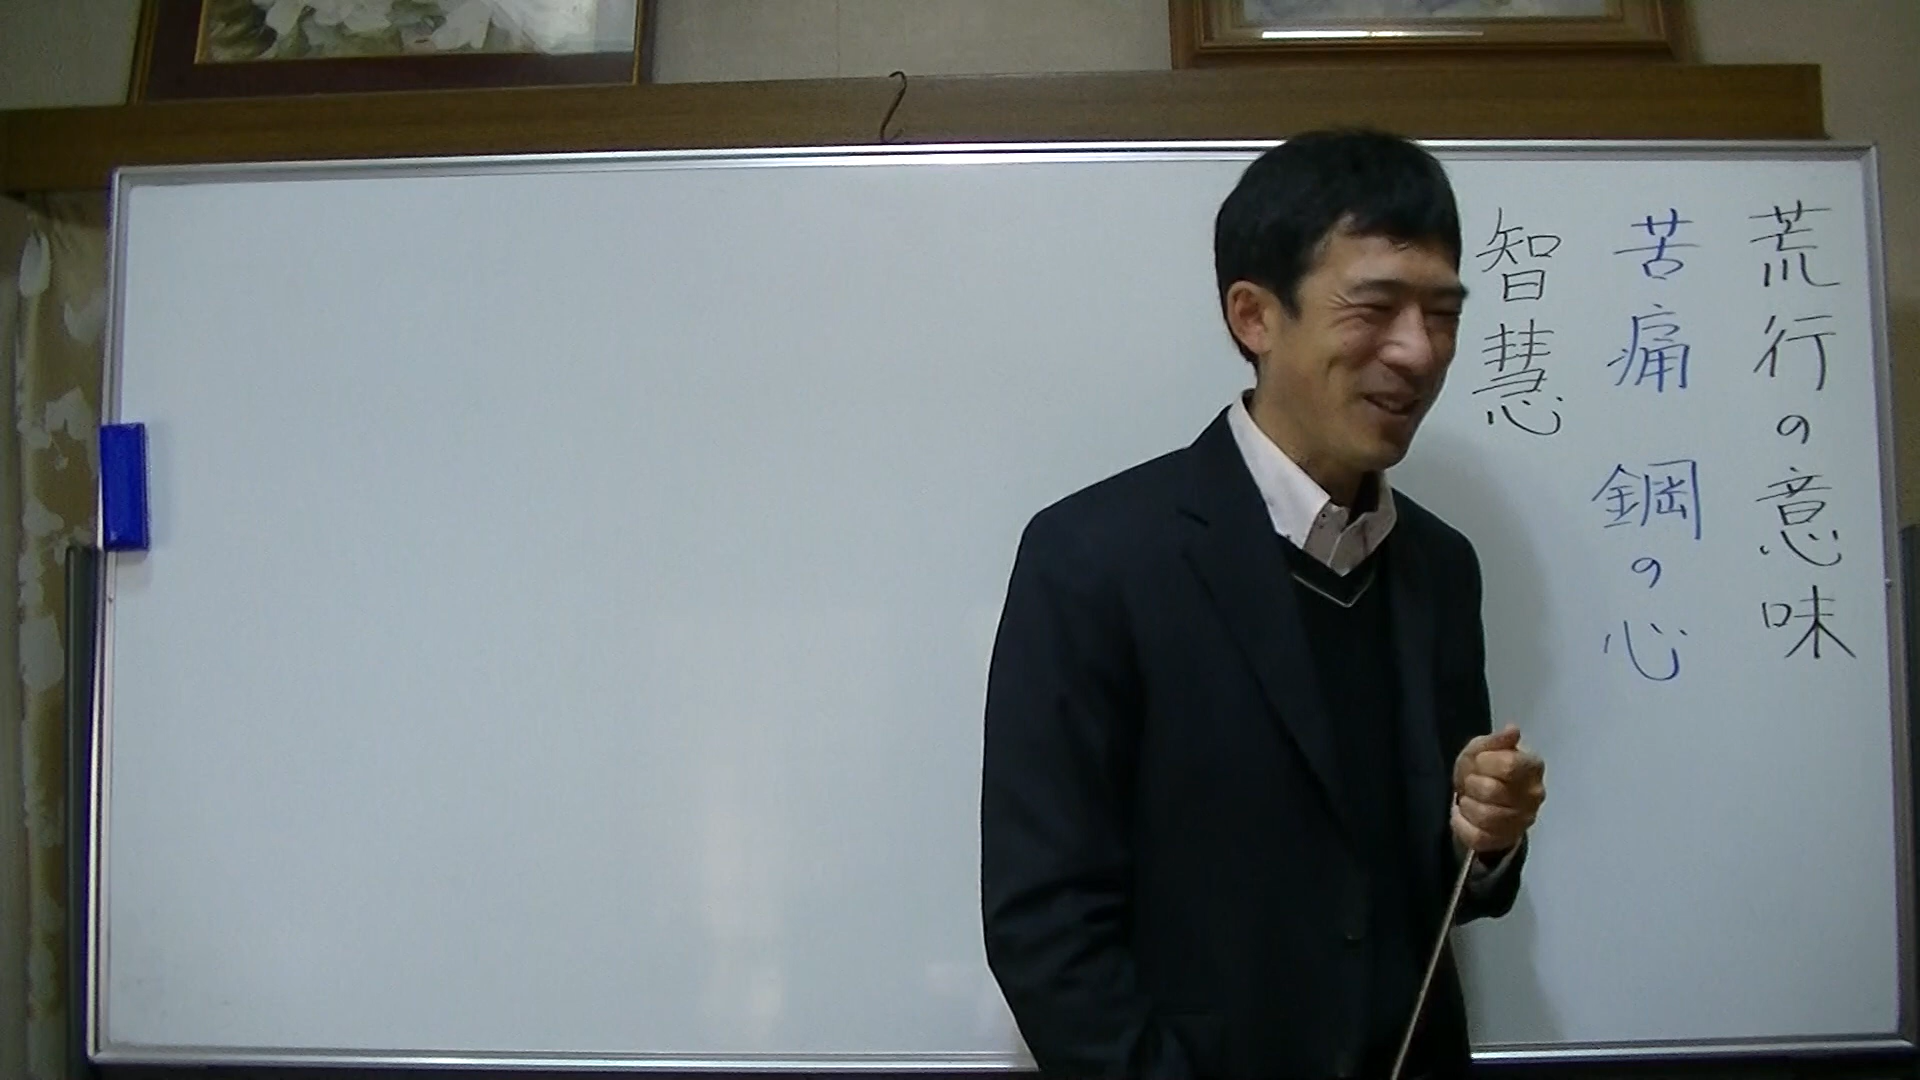 荒行の意味
苦痛 鋼の心
智慧